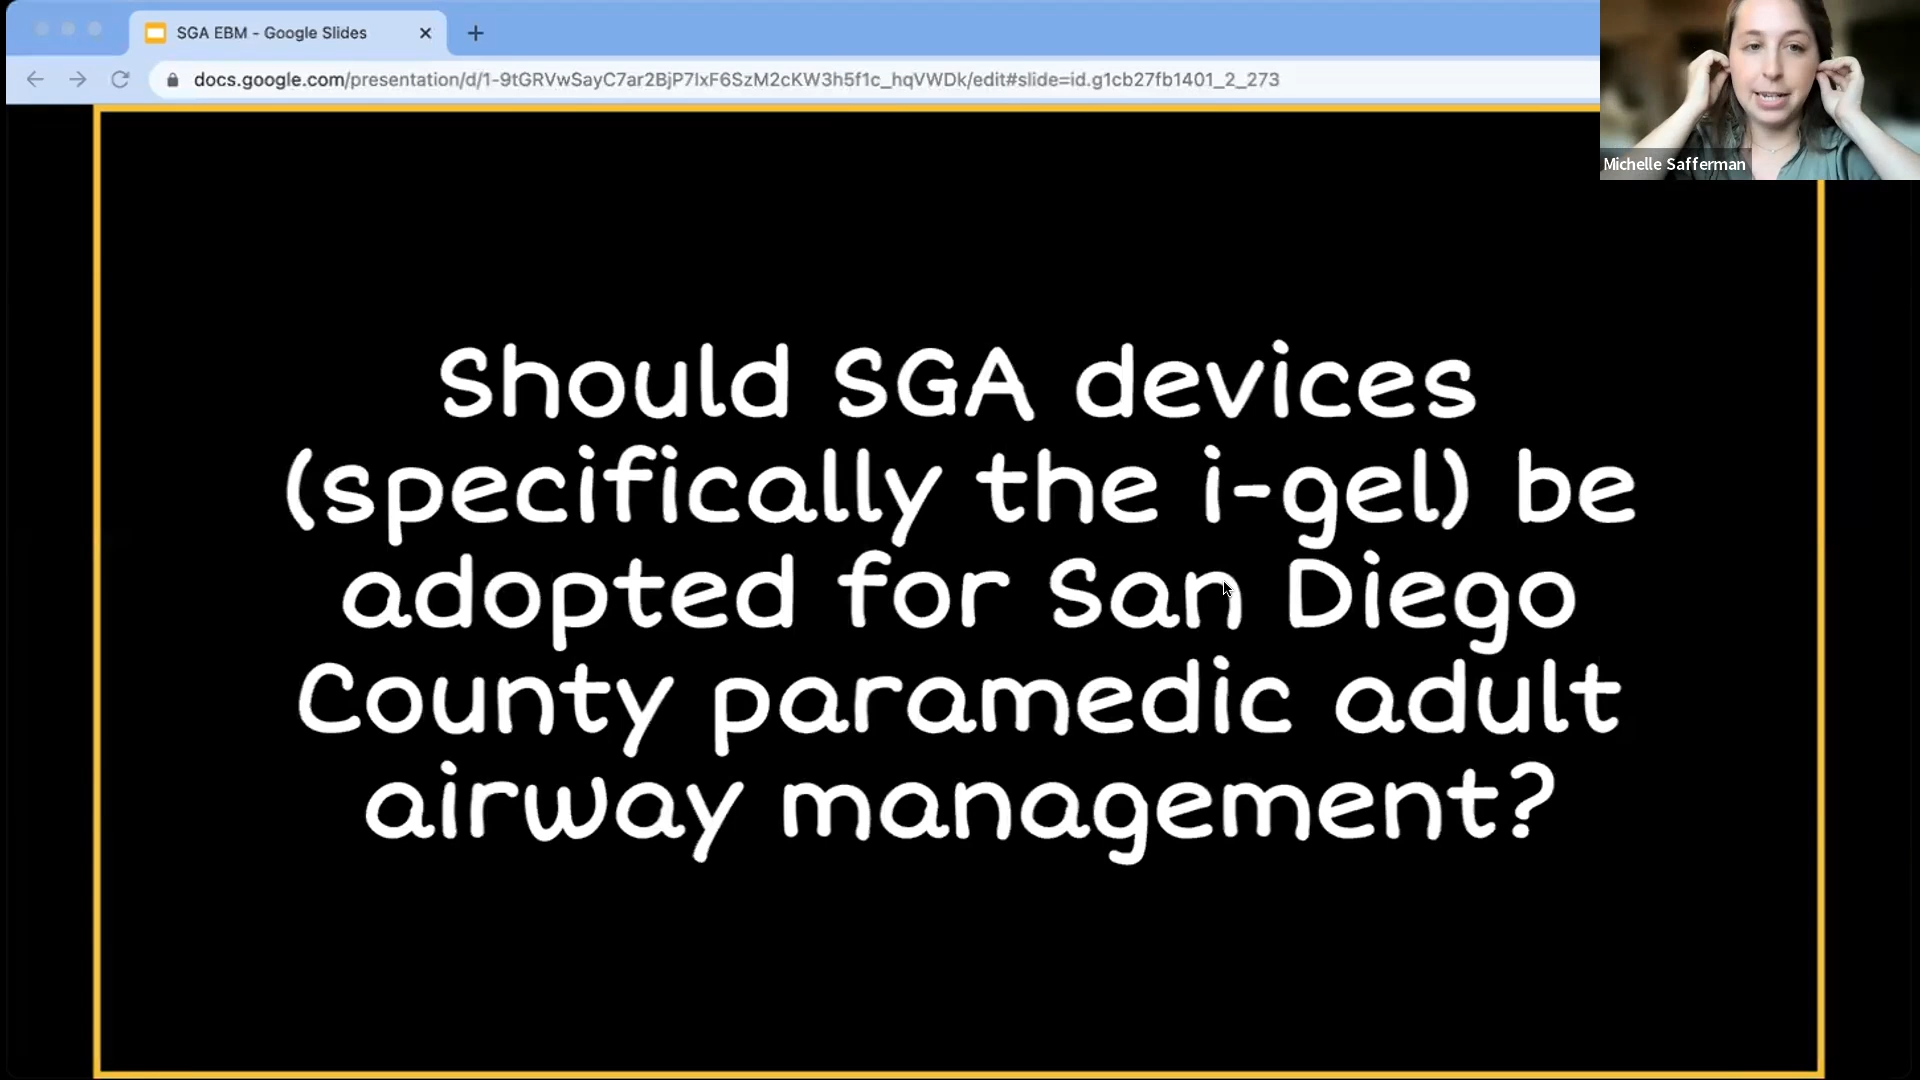 SGA EBM - Google Slides
docs.google.com/presentation/d/1-9tGRVwSayC7ar2BjP7IxF6SzM2cKW3h5f1c_hqVWDk/edit#slide=id.g1cb27fb1401_2_273
Michelle Safferman
Should SGA devices
(specifically the i-gel) be
adopted for San Diego
County paramedic adult
airway management?